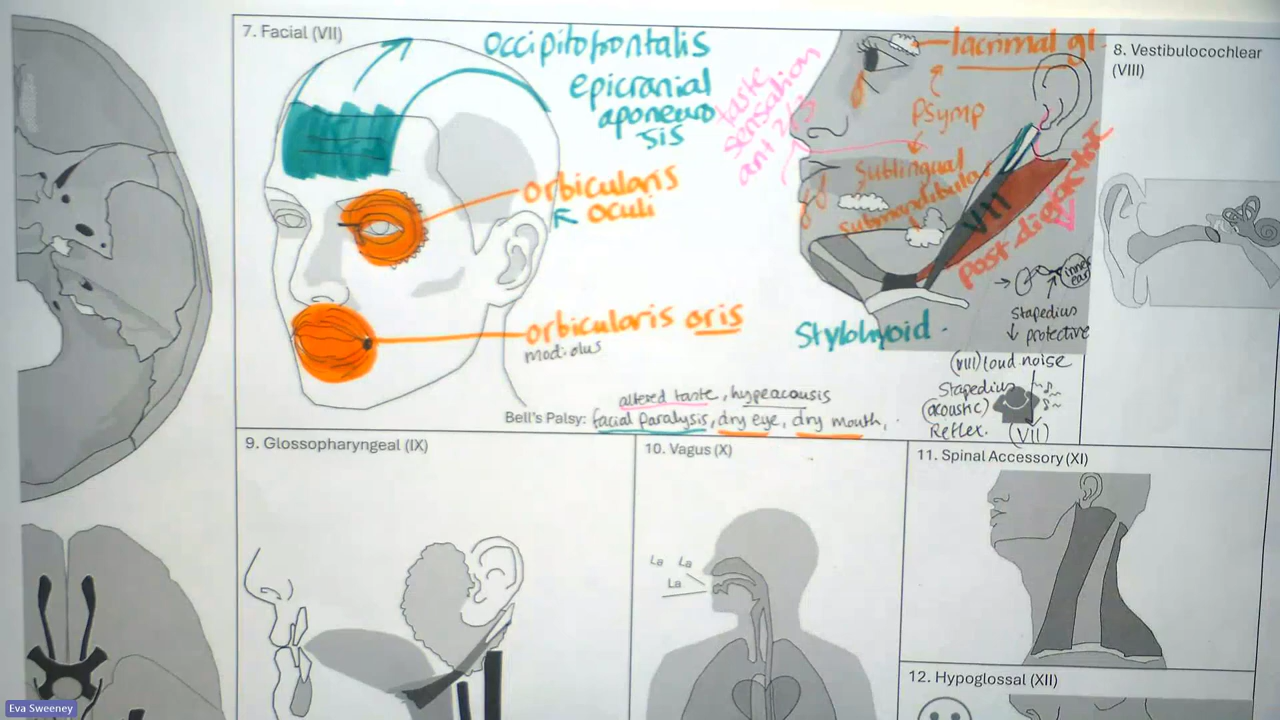 7. Facial (VII)
Occipitofrontalis
epicranial
aponeuro
sis
orbicularis
oculi
orbicularis oris
modiolus
altered taste, hypeacousis
Bell's Palsy: facial paralysis, dry eye, dry mouth,
taste
sensation
ant 2/3
lacrimal gl.
Psymp
Sublingual
Submandibular
VII
Post digastric
Stylohyoid.
inner
ear
Stapedius
↓ protective
(VIII) loud noise
Stapedius
(acoustic)
Reflex.
(VII)
8. Vestibulocochlear
(VIII)
9. Glossopharyngeal (IX)
10. Vagus (X)
La La
La
11. Spinal Accessory (XI)
12. Hypoglossal (XII)
Eva Sweeney